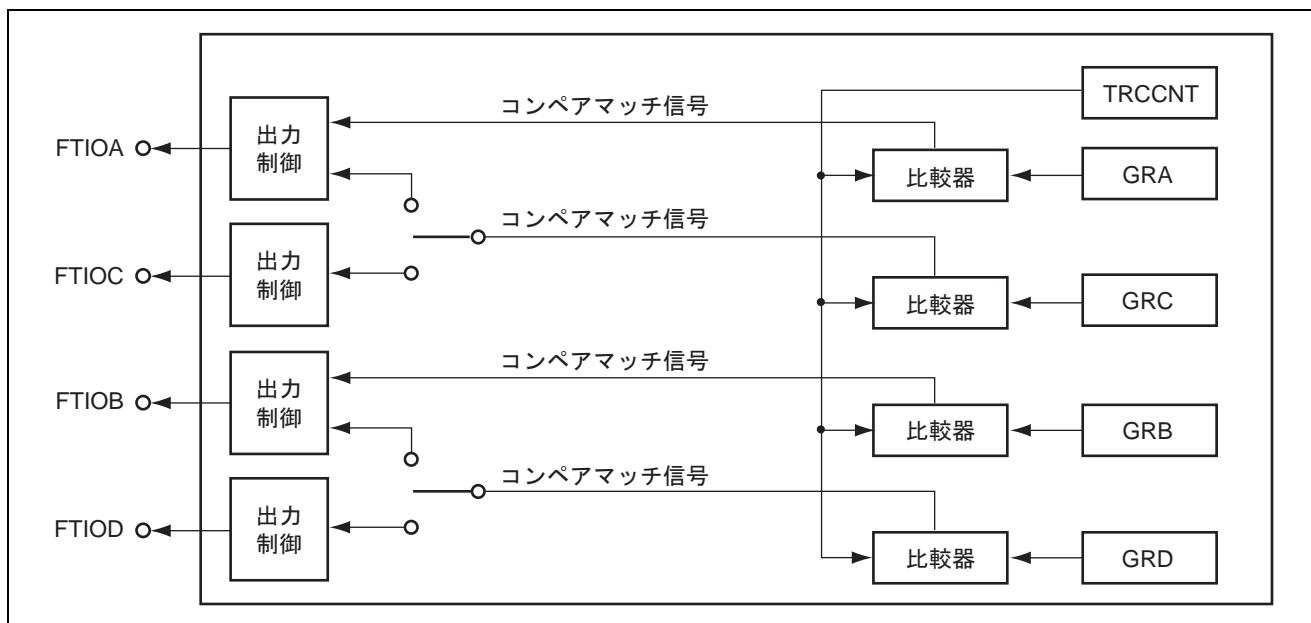 TRCCNT
コンペアマッチ信号
出力
制御
FTIOA
比較器
GRA
コンペアマッチ信号
出力
制御
FTIOC
比較器
GRC
コンペアマッチ信号
出力
制御
FTIOB
比較器
GRB
コンペアマッチ信号
出力
制御
FTIOD
比較器
GRD